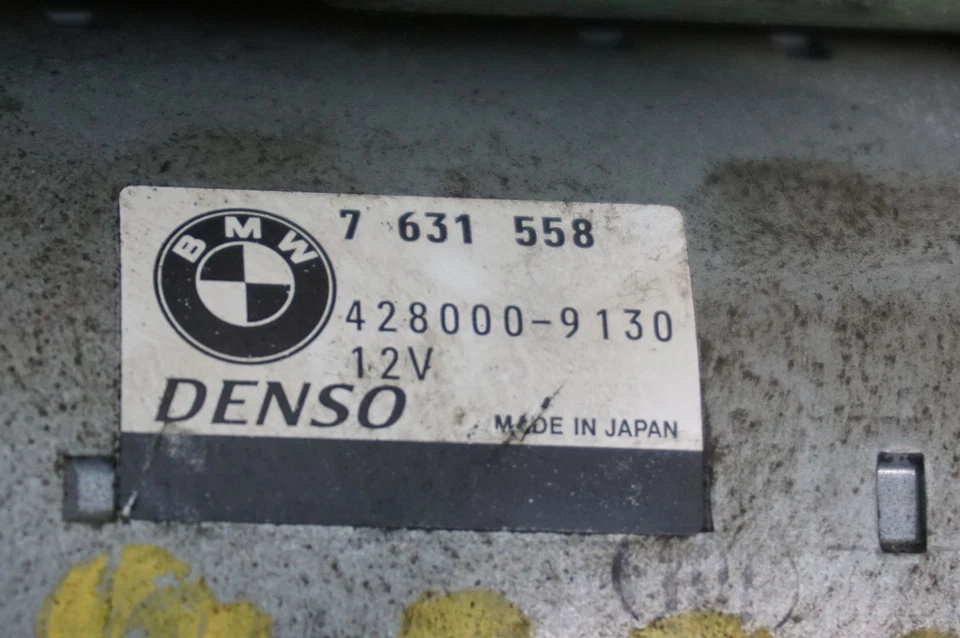 BMW
7 631 558
428000-9130
12V
DENSO
MADE IN JAPAN